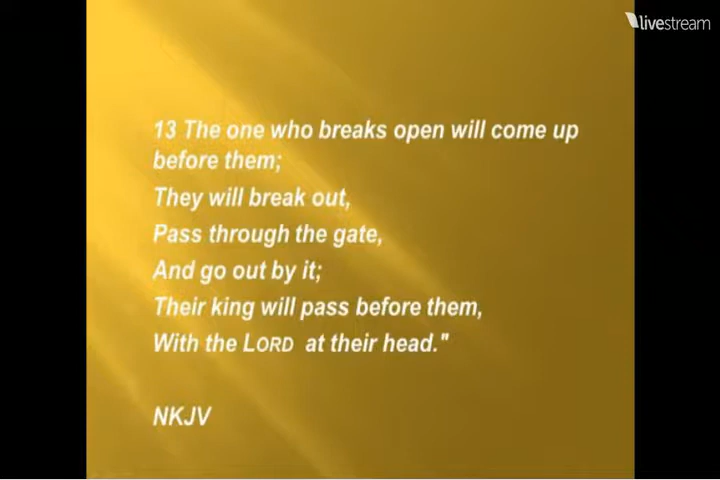 livestream
13 The one who breaks open will come up
before them;
They will break out,
Pass through the gate,
And go out by it;
Their king will pass before them,
With the LORD at their head."
NKJV